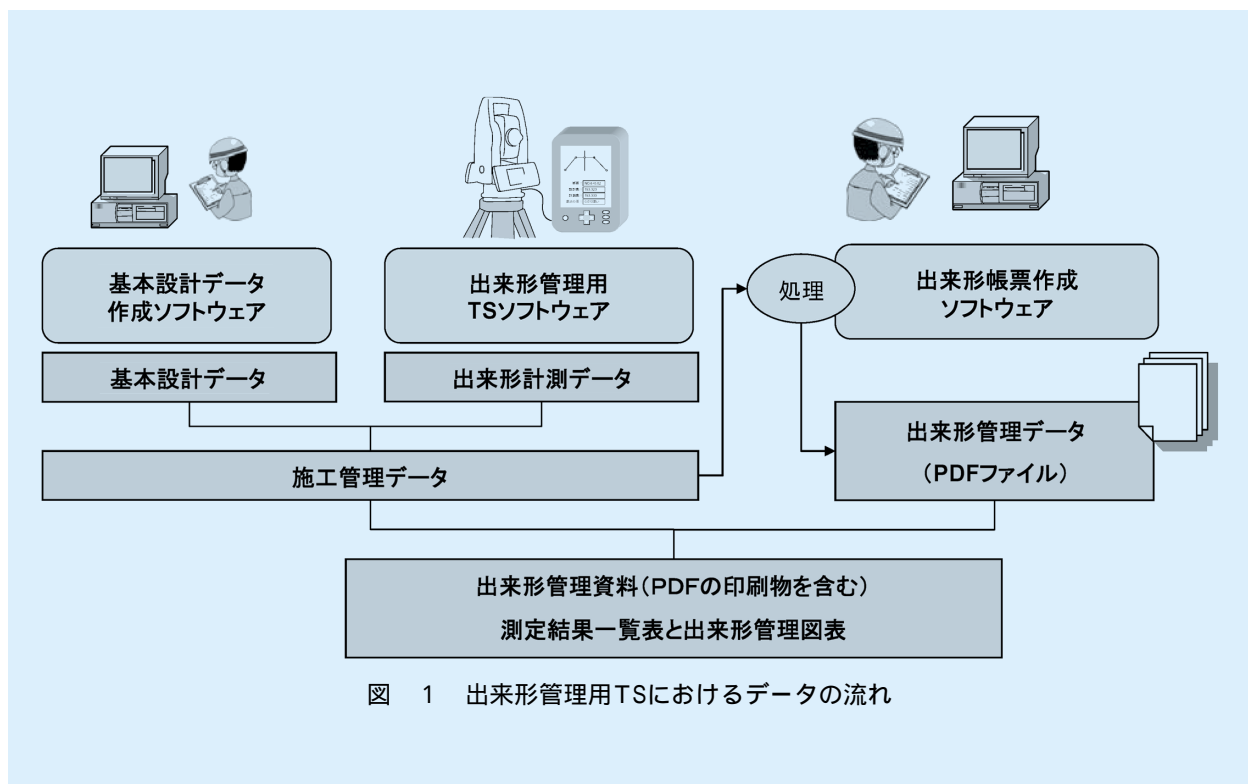 基本設計データ
作成ソフトウェア
出来形管理用
TSソフトウェア
処理
出来形帳票作成
ソフトウェア
基本設計データ
出来形計測データ
出来形管理データ
（PDFファイル）
施工管理データ
出来形管理資料（PDFの印刷物を含む）
測定結果一覧表と出来形管理図表
図 1 出来形管理用TSにおけるデータの流れ